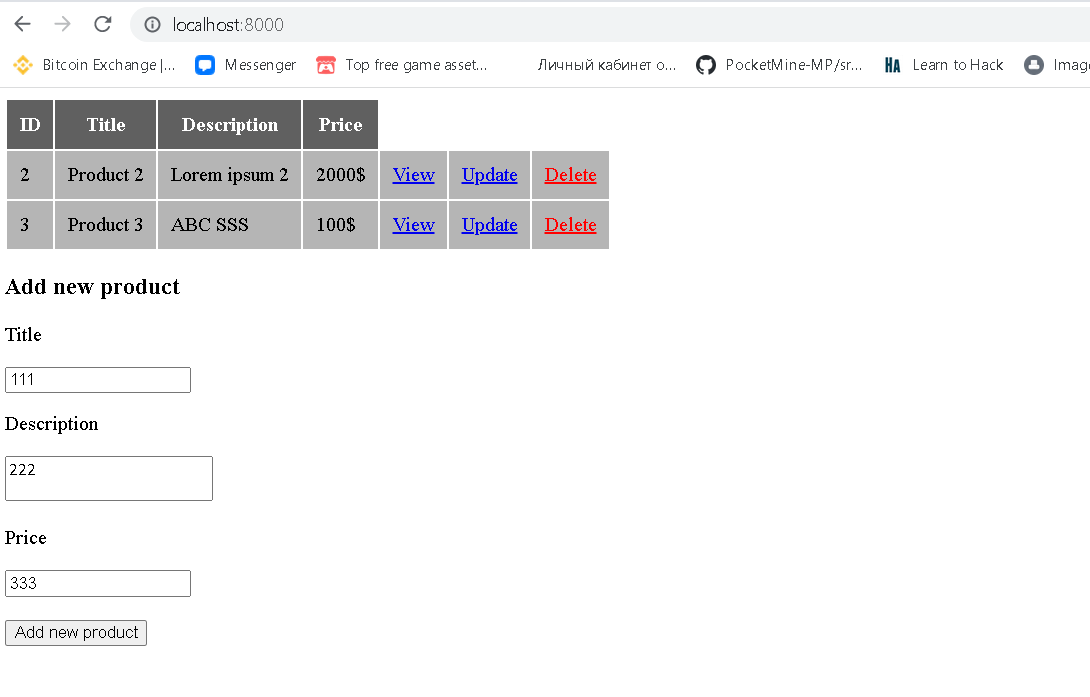 localhost:8000
Bitcoin Exchange |... Messenger Top free game asset... Личный кабинет о... PocketMine-MP/sr... HA Learn to Hack Imag
ID Title Description Price
2 Product 2 Lorem ipsum 2 2000$ View Update Delete
3 Product 3 ABC SSS 100$ View Update Delete
Add new product
Title
111
Description
222
Price
333
Add new product